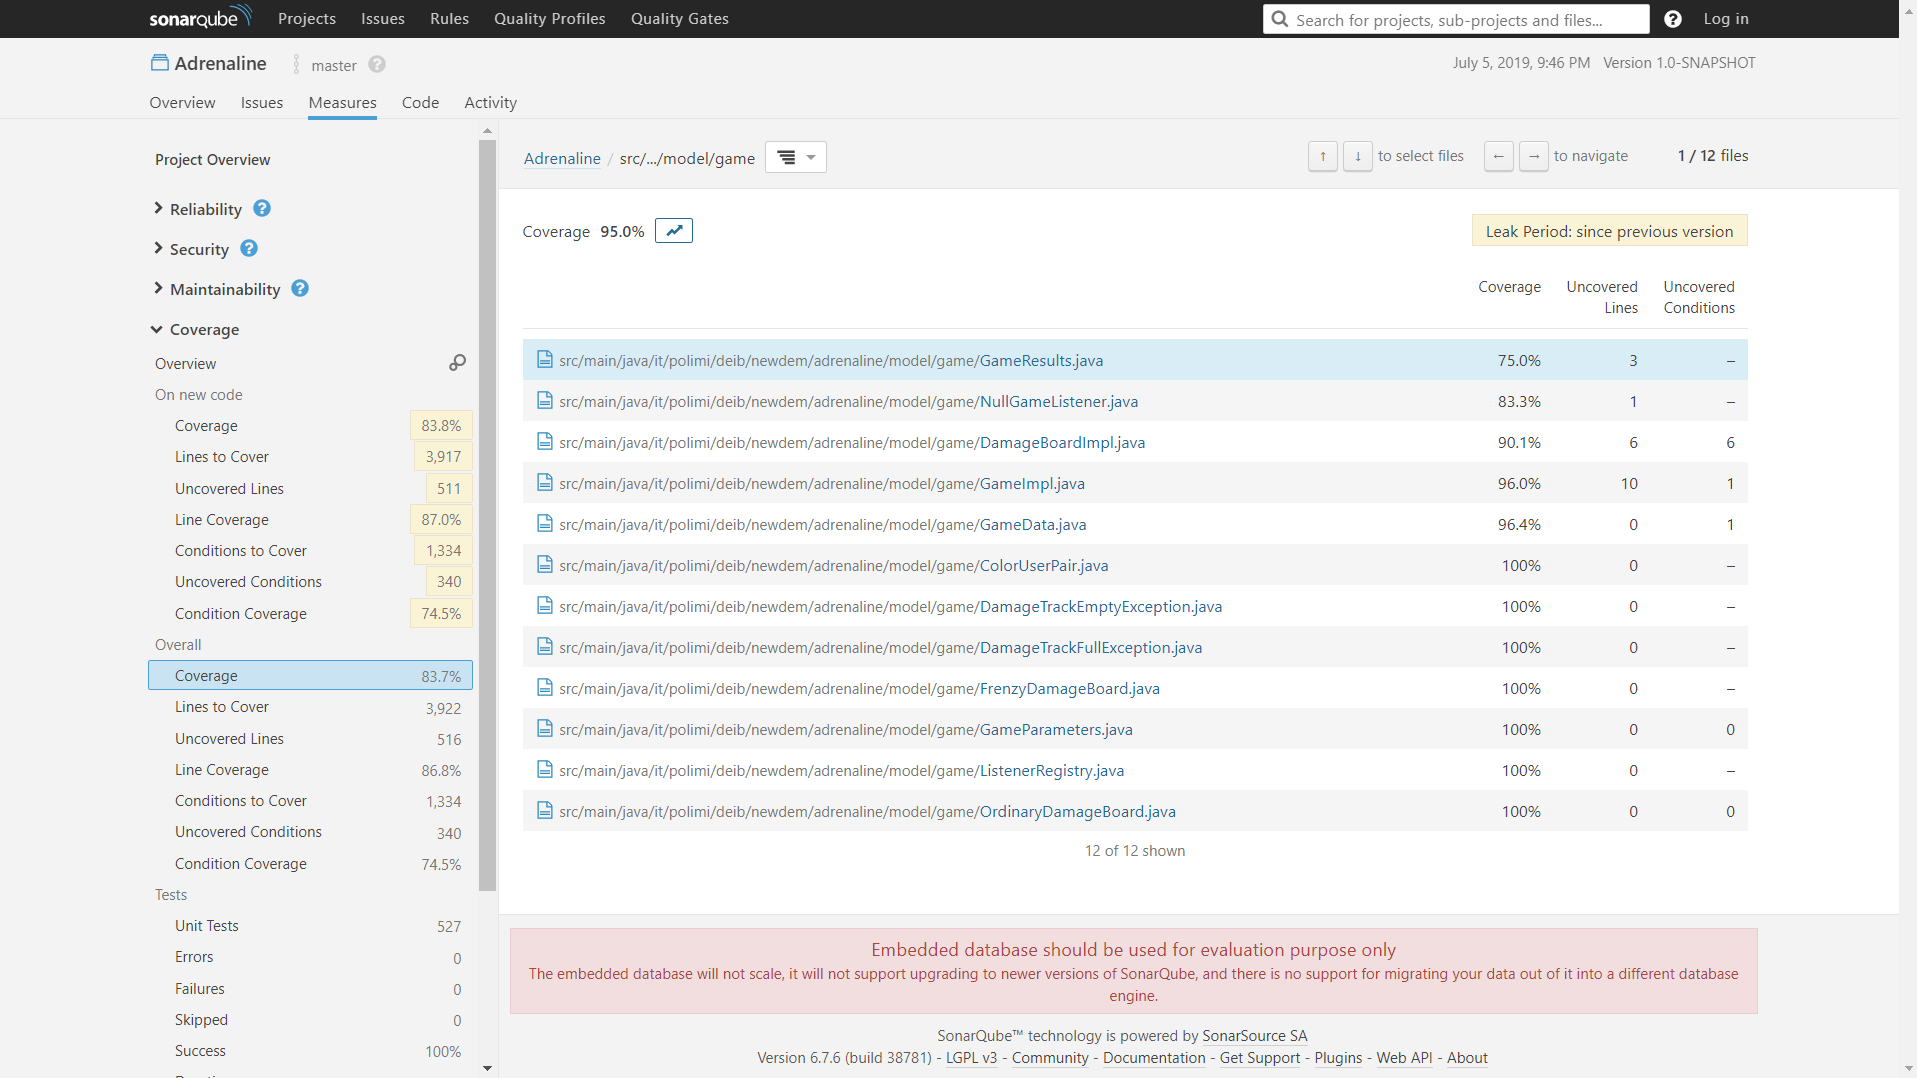 sonarqube Projects Issues Rules Quality Profiles Quality Gates Search for projects, sub-projects and files... ? Log in
Adrenaline master ? July 5, 2019, 9:46 PM Version 1.0-SNAPSHOT
Overview Issues Measures Code Activity
Project Overview
Reliability ?
Security ?
Maintainability ?
Coverage
Overview
On new code
Coverage 83.8%
Lines to Cover 3,917
Uncovered Lines 511
Line Coverage 87.0%
Conditions to Cover 1,334
Uncovered Conditions 340
Condition Coverage 74.5%
Overall
Coverage 83.7%
Lines to Cover 3,922
Uncovered Lines 516
Line Coverage 86.8%
Conditions to Cover 1,334
Uncovered Conditions 340
Condition Coverage 74.5%
Tests
Unit Tests 527
Errors 0
Failures 0
Skipped 0
Success 100%
Adrenaline / src/.../model/game ↑ ↓ to select files ← → to navigate 1 / 12 files
Coverage 95.0% Leak Period: since previous version
Coverage Uncovered Uncovered
Lines Conditions
src/main/java/it/polimi/deib/newdem/adrenaline/model/game/GameResults.java 75.0% 3 –
src/main/java/it/polimi/deib/newdem/adrenaline/model/game/NullGameListener.java 83.3% 1 –
src/main/java/it/polimi/deib/newdem/adrenaline/model/game/DamageBoardImpl.java 90.1% 6 6
src/main/java/it/polimi/deib/newdem/adrenaline/model/game/GameImpl.java 96.0% 10 1
src/main/java/it/polimi/deib/newdem/adrenaline/model/game/GameData.java 96.4% 0 1
src/main/java/it/polimi/deib/newdem/adrenaline/model/game/ColorUserPair.java 100% 0 –
src/main/java/it/polimi/deib/newdem/adrenaline/model/game/DamageTrackEmptyException.java 100% 0 –
src/main/java/it/polimi/deib/newdem/adrenaline/model/game/DamageTrackFullException.java 100% 0 –
src/main/java/it/polimi/deib/newdem/adrenaline/model/game/FrenzyDamageBoard.java 100% 0 –
src/main/java/it/polimi/deib/newdem/adrenaline/model/game/GameParameters.java 100% 0 0
src/main/java/it/polimi/deib/newdem/adrenaline/model/game/ListenerRegistry.java 100% 0 –
src/main/java/it/polimi/deib/newdem/adrenaline/model/game/OrdinaryDamageBoard.java 100% 0 0
12 of 12 shown
Embedded database should be used for evaluation purpose only
The embedded database will not scale, it will not support upgrading to newer versions of SonarQube, and there is no support for migrating your data out of it into a different database
engine.
SonarQube™ technology is powered by SonarSource SA
Version 6.7.6 (build 38781) - LGPL v3 - Community - Documentation - Get Support - Plugins - Web API - About